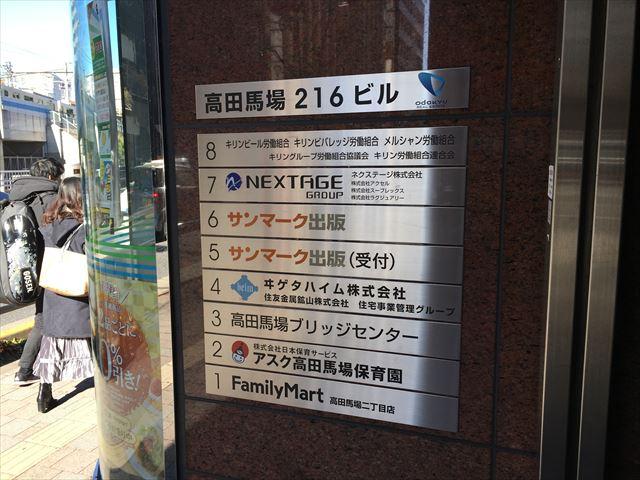 高田馬場 216 ビル
odakyu
8 キリンビール労働組合 キリンビバレッジ労働組合 メルシャン労働組合
キリングループ労働組合協議会 キリン労働組合連合会
7 NEXTAGE GROUP ネクステージ株式会社
株式会社アクセル
株式会社スープレックス
株式会社ラグジュアリー
6 サンマーク出版
5 サンマーク出版 (受付)
4 heim ヰゲタハイム株式会社
住友金属鉱山株式会社 住宅事業管理グループ
3 高田馬場ブリッジセンター
2 株式会社日本保育サービス
アスク高田馬場保育園
1 FamilyMart 高田馬場二丁目店
ごとに
%
引き!